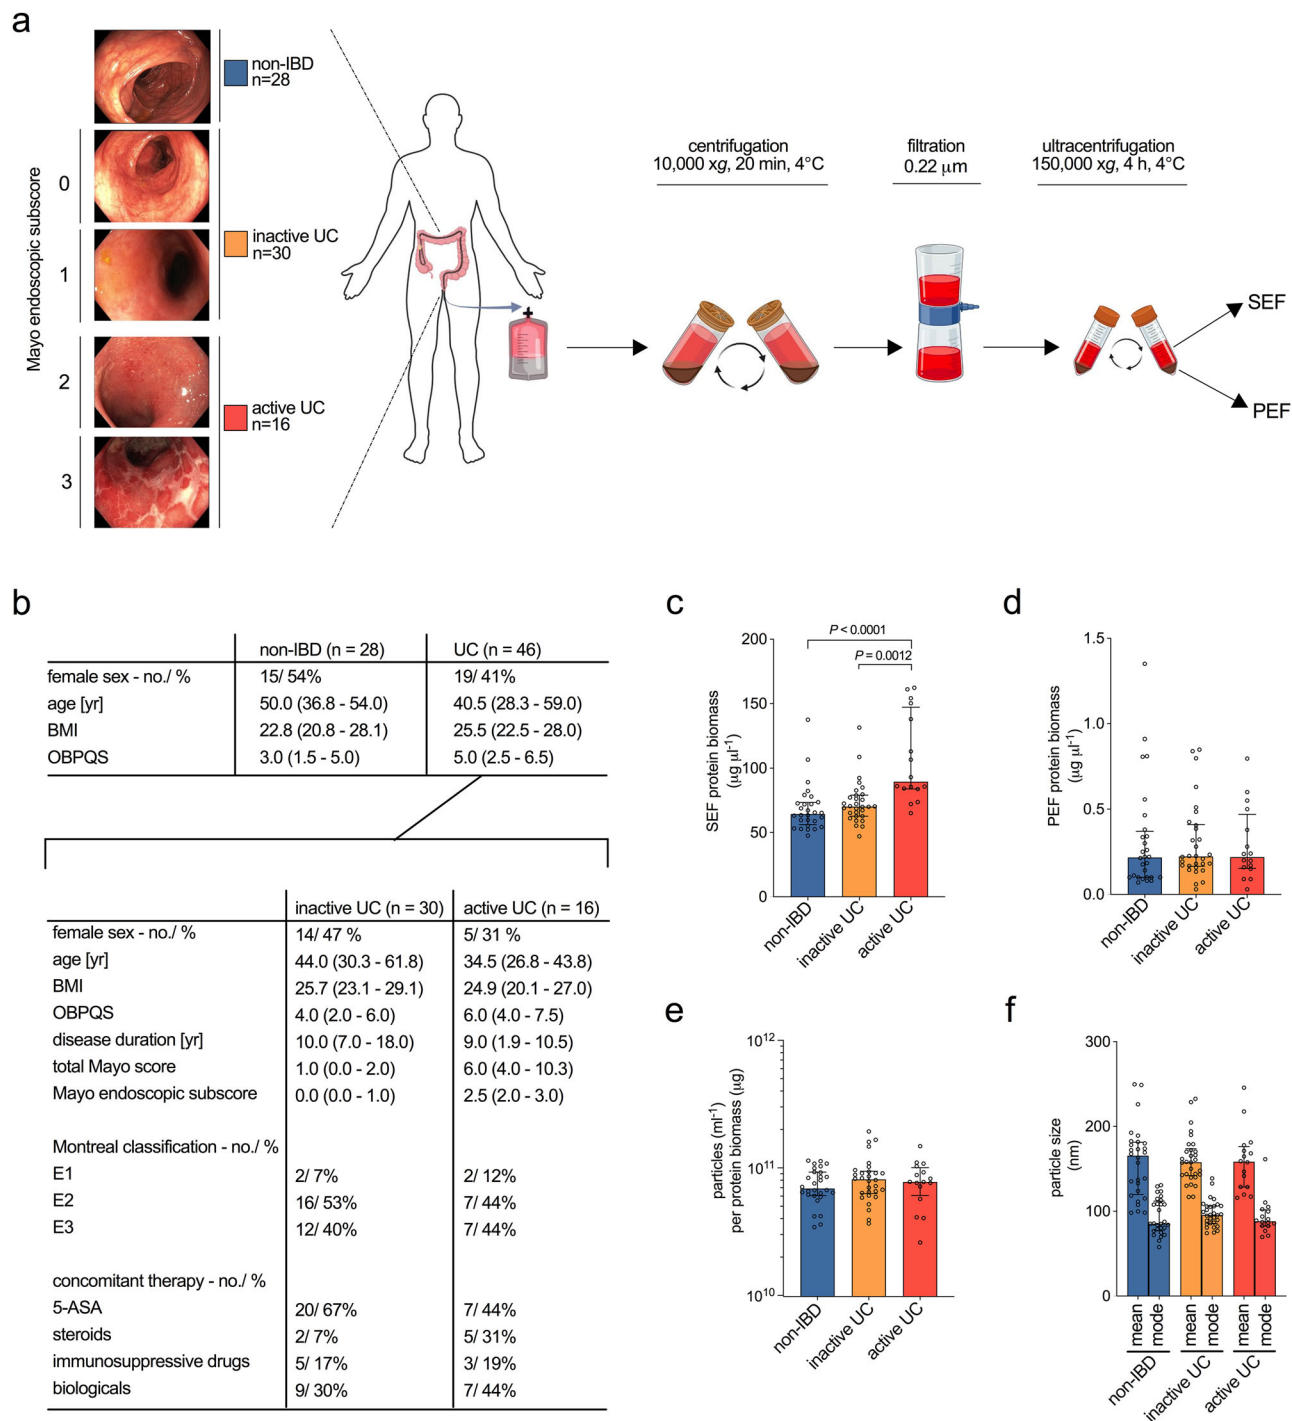 a
Mayo endoscopic subscore
0
1
2
3
non-IBD
n=28
inactive UC
n=30
active UC
n=16
centrifugation
10,000 xg, 20 min, 4°C
filtration
0.22 µm
ultracentrifugation
150,000 xg, 4 h, 4°C
SEF
PEF
b
non-IBD (n = 28) UC (n = 46)
female sex - no./ % 15/ 54% 19/ 41%
age [yr] 50.0 (36.8 - 54.0) 40.5 (28.3 - 59.0)
BMI 22.8 (20.8 - 28.1) 25.5 (22.5 - 28.0)
OBPQS 3.0 (1.5 - 5.0) 5.0 (2.5 - 6.5)
inactive UC (n = 30) active UC (n = 16)
female sex - no./ % 14/ 47 % 5/ 31 %
age [yr] 44.0 (30.3 - 61.8) 34.5 (26.8 - 43.8)
BMI 25.7 (23.1 - 29.1) 24.9 (20.1 - 27.0)
OBPQS 4.0 (2.0 - 6.0) 6.0 (4.0 - 7.5)
disease duration [yr] 10.0 (7.0 - 18.0) 9.0 (1.9 - 10.5)
total Mayo score 1.0 (0.0 - 2.0) 6.0 (4.0 - 10.3)
Mayo endoscopic subscore 0.0 (0.0 - 1.0) 2.5 (2.0 - 3.0)
Montreal classification - no./ %
E1 2/ 7% 2/ 12%
E2 16/ 53% 7/ 44%
E3 12/ 40% 7/ 44%
concomitant therapy - no./ %
5-ASA 20/ 67% 7/ 44%
steroids 2/ 7% 5/ 31%
immunosuppressive drugs 5/ 17% 3/ 19%
biologicals 9/ 30% 7/ 44%
c
SEF protein biomass
(µg µl⁻¹)
200
150
100
50
0
P < 0.0001
P = 0.0012
non-IBD
inactive UC
active UC
d
PEF protein biomass
(µg µl⁻¹)
1.5
1.0
0.5
0.0
non-IBD
inactive UC
active UC
e
particles (ml⁻¹)
per protein biomass (µg)
10¹²
10¹¹
10¹⁰
non-IBD
inactive UC
active UC
f
particle size
(nm)
300
200
100
0
mean
mode
mean
mode
mean
mode
non-IBD
inactive UC
active UC